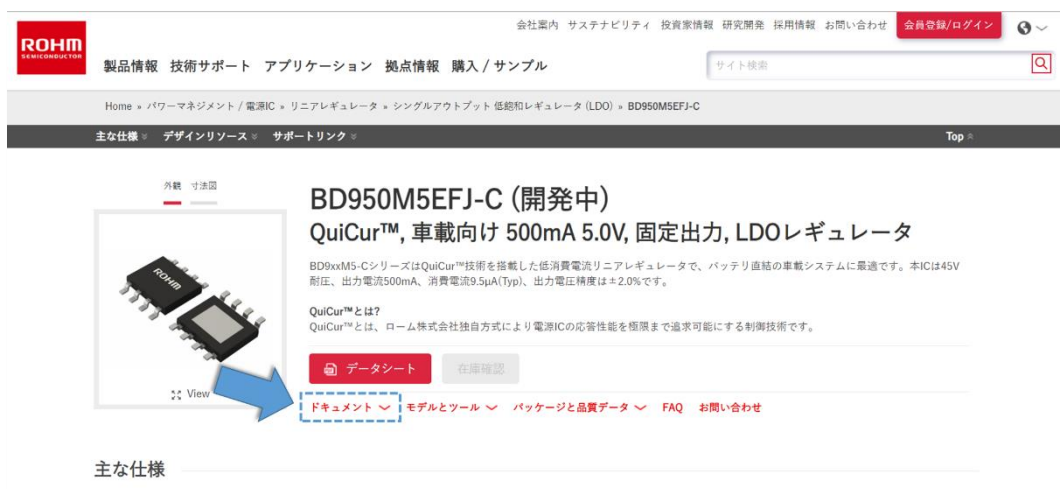 会社案内 サステナビリティ 投資家情報 研究開発 採用情報 お問い合わせ 会員登録/ログイン
ROHM
SEMICONDUCTOR
製品情報 技術サポート アプリケーション 拠点情報 購入 / サンプル サイト検索
Home » パワーマネジメント / 電源IC » リニアレギュレータ » シングルアウトプット 低飽和レギュレータ (LDO) » BD950M5EFJ-C
主な仕様 デザインリソース サポートリンク Top
外観 寸法図
BD950M5EFJ-C (開発中)
QuiCur™, 車載向け 500mA 5.0V, 固定出力, LDOレギュレータ
BD9xxM5-CシリーズはQuiCur™技術を搭載した低消費電流リニアレギュレータで、バッテリ直結の車載システムに最適です。本ICは45V
耐圧、出力電流500mA、消費電流9.5μA(Typ)、出力電圧精度は±2.0%です。
ROHM
QuiCur™とは?
QuiCur™とは、ローム株式会社独自方式により電源ICの応答性能を極限まで追求可能にする制御技術です。
データシート 在庫確認
View
ドキュメント モデルとツール パッケージと品質データ FAQ お問い合わせ
主な仕様